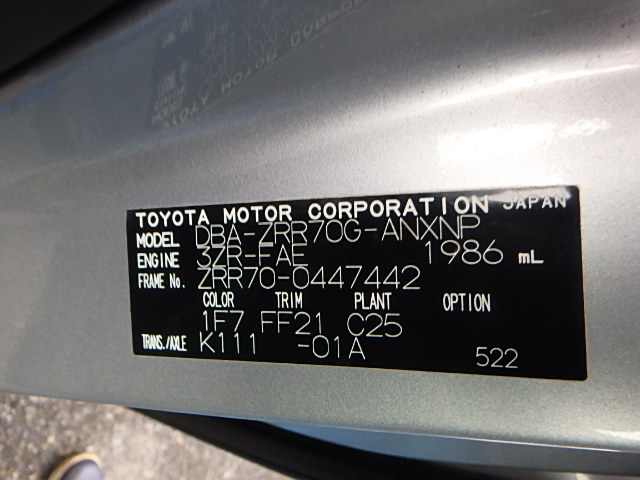 TOYOTA MOTOR CORPORATION JAPAN
MODEL DBA-ZRR70G-ANXNP
ENGINE 3ZR-FAE 1986 mL
FRAME No. ZRR70-0447442
COLOR TRIM PLANT OPTION
1F7 FF21 C25
TRANS./AXLE K111 -01A
522